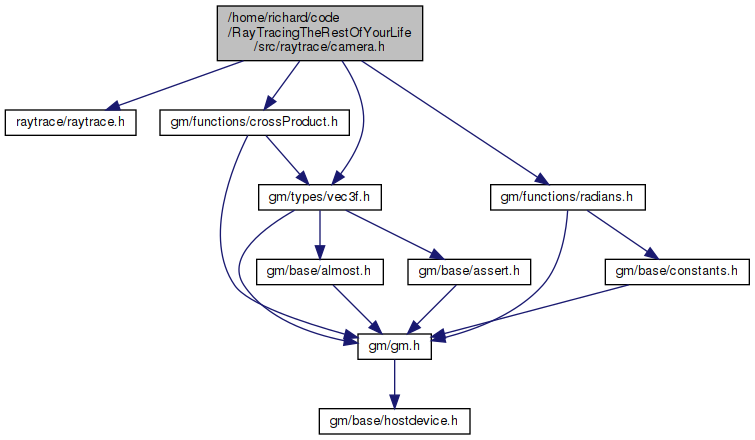 /home/richard/code
/RayTracingTheRestOfYourLife
/src/raytrace/camera.h
raytrace/raytrace.h
gm/functions/crossProduct.h
gm/types/vec3f.h
gm/functions/radians.h
gm/base/almost.h
gm/base/assert.h
gm/base/constants.h
gm/gm.h
gm/base/hostdevice.h